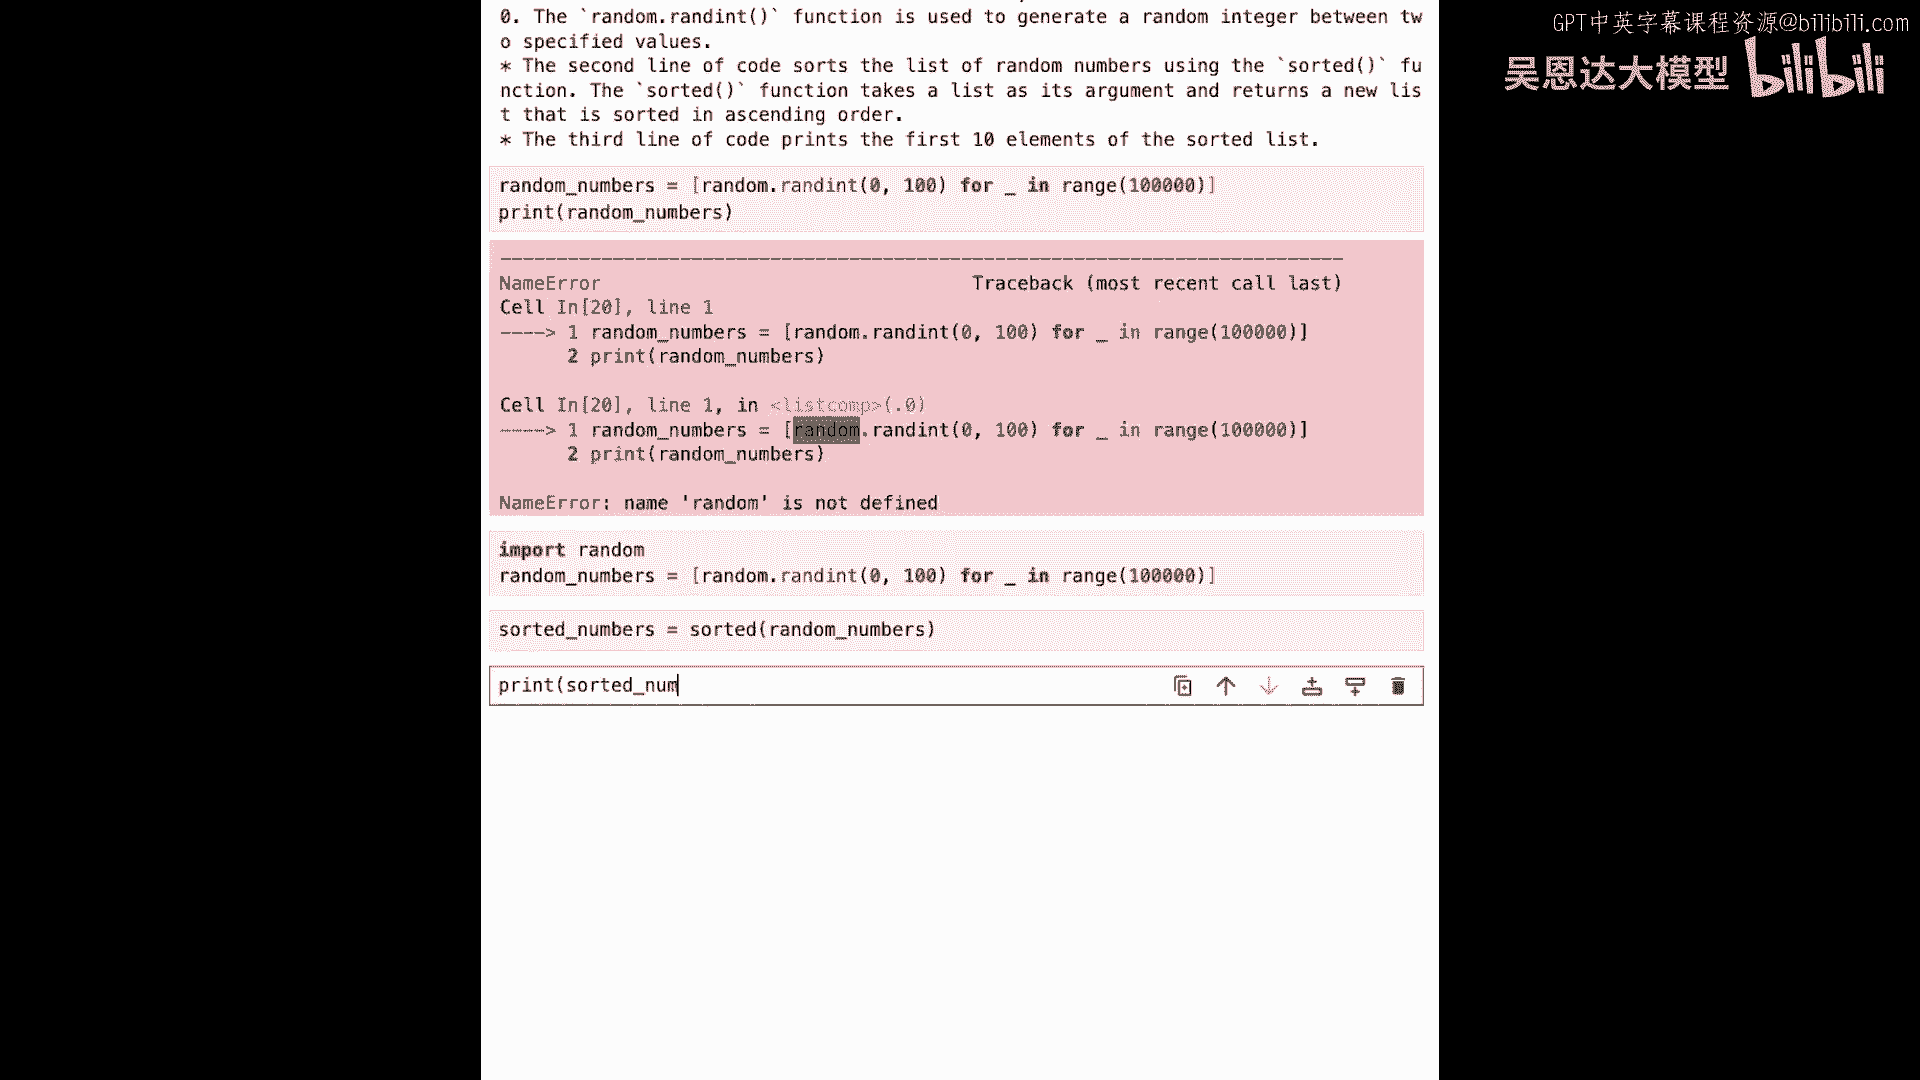 GPT中英字幕课程资源@bilibili.com
吴恩达大模型 bilibili
0. The `random.randint()` function is used to generate a random integer between tw
o specified values.
* The second line of code sorts the list of random numbers using the `sorted()` fu
nction. The `sorted()` function takes a list as its argument and returns a new lis
t that is sorted in ascending order.
* The third line of code prints the first 10 elements of the sorted list.
random_numbers = [random.randint(0, 100) for _ in range(100000)]
print(random_numbers)
---------------------------------------------------------------------------
NameError                                 Traceback (most recent call last)
Cell In[20], line 1
----> 1 random_numbers = [random.randint(0, 100) for _ in range(100000)]
      2 print(random_numbers)
Cell In[20], line 1, in <listcomp>(.0)
----> 1 random_numbers = [random.randint(0, 100) for _ in range(100000)]
      2 print(random_numbers)
NameError: name 'random' is not defined
import random
random_numbers = [random.randint(0, 100) for _ in range(100000)]
sorted_numbers = sorted(random_numbers)
print(sorted_num